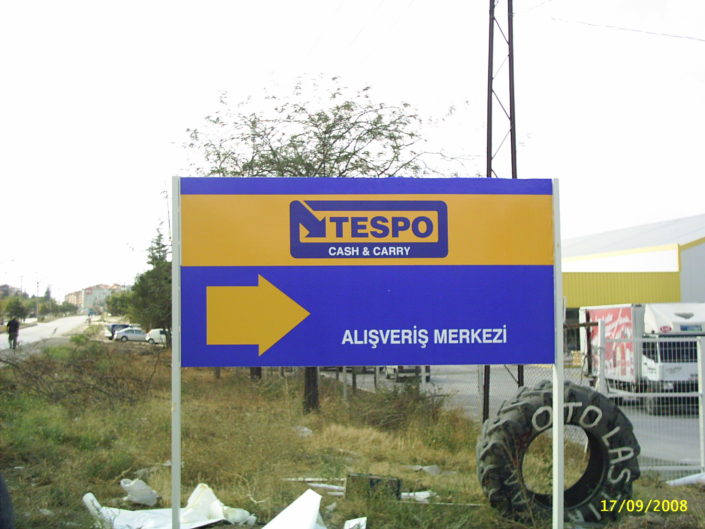 TESPO
CASH & CARRY
ALIŞVERİŞ MERKEZİ
OTO LAS
17/09/2008